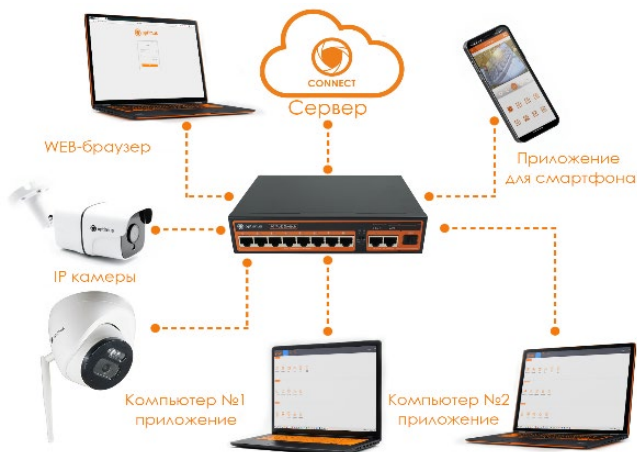 CONNECT
Сервер
WEB-браузер
Приложение
для смартфона
IP камеры
Компьютер №1
приложение
Компьютер №2
приложение